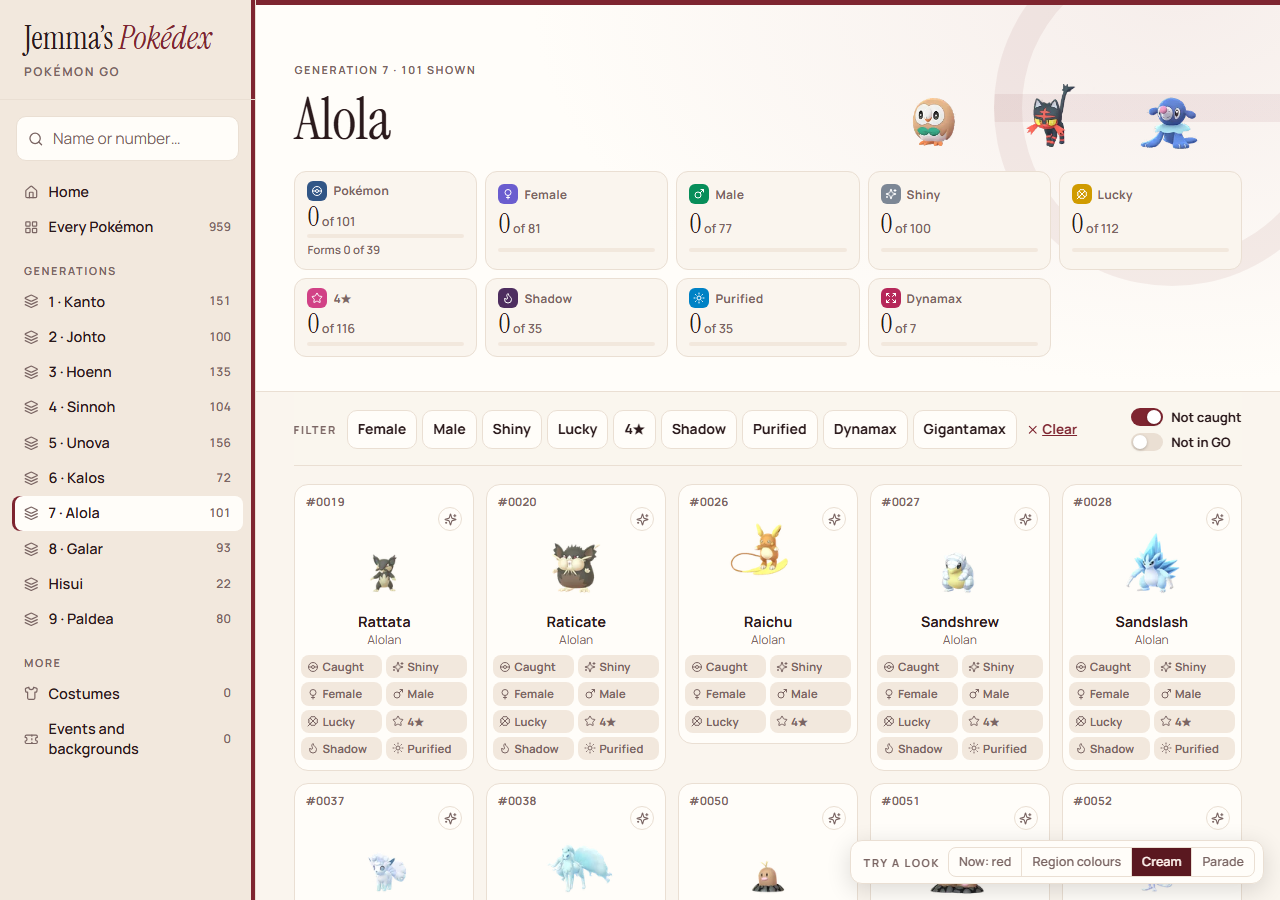 Jemma's Pokédex
POKÉMON GO
Name or number...
Home
Every Pokémon 959
GENERATIONS
1 · Kanto 151
2 · Johto 100
3 · Hoenn 135
4 · Sinnoh 104
5 · Unova 156
6 · Kalos 72
7 · Alola 101
8 · Galar 93
Hisui 22
9 · Paldea 80
MORE
Costumes 0
Events and
backgrounds 0
GENERATION 7 · 101 SHOWN
Alola
Pokémon
0 of 101
Forms 0 of 39
Female
0 of 81
Male
0 of 77
Shiny
0 of 100
Lucky
0 of 112
4★
0 of 116
Shadow
0 of 35
Purified
0 of 35
Dynamax
0 of 7
FILTER Female Male Shiny Lucky 4★ Shadow Purified Dynamax Gigantamax × Clear
Not caught
Not in GO
#0019
Rattata
Alolan
Caught Shiny
Female Male
Lucky 4★
Shadow Purified
#0020
Raticate
Alolan
Caught Shiny
Female Male
Lucky 4★
Shadow Purified
#0026
Raichu
Alolan
Caught Shiny
Female Male
Lucky 4★
#0027
Sandshrew
Alolan
Caught Shiny
Female Male
Lucky 4★
Shadow Purified
#0028
Sandslash
Alolan
Caught Shiny
Female Male
Lucky 4★
Shadow Purified
#0037
#0038
#0050
#0051
#0052
TRY A LOOK Now: red Region colours Cream Parade